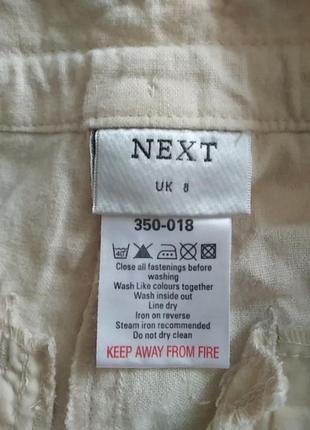 NEXT
UK 8
350-018
40°
Close all fastenings before
washing
Wash Like colours together
Wash inside out
Line dry
Iron on reverse
Steam iron recommended
Do not dry clean
KEEP AWAY FROM FIRE